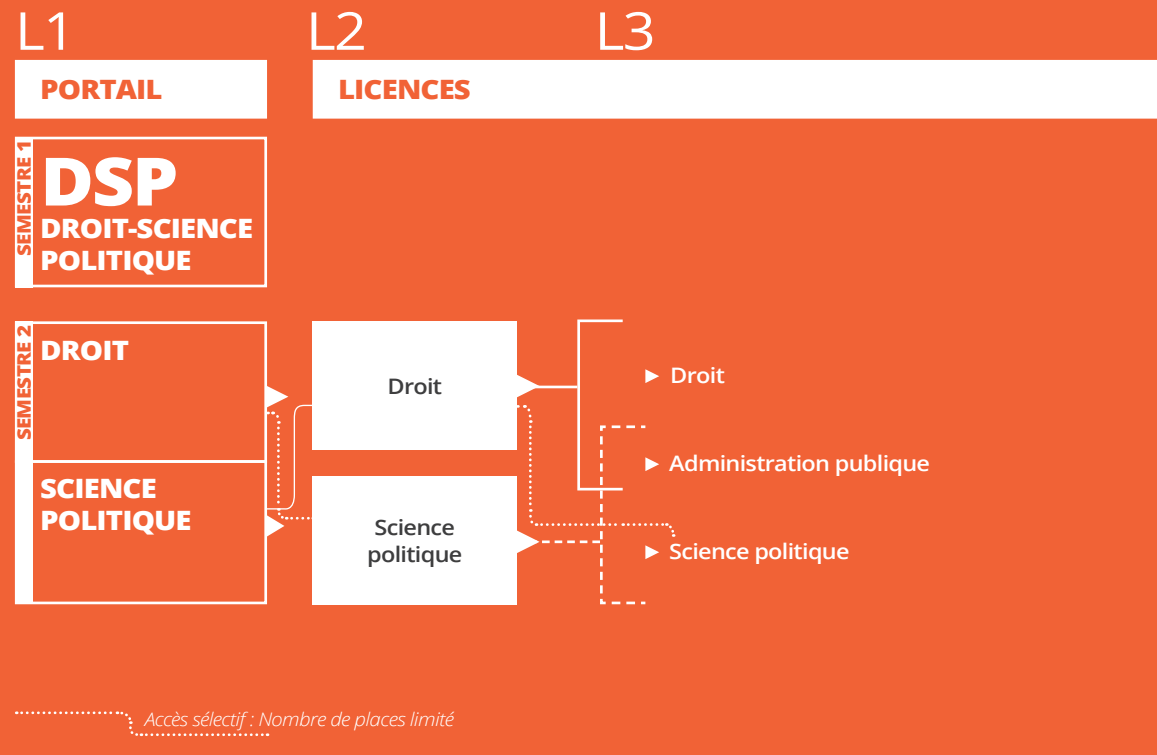 L1
L2
L3
PORTAIL
LICENCES
SEMESTRE 1
DSP
DROIT-SCIENCE
POLITIQUE
SEMESTRE 2
DROIT
SCIENCE
POLITIQUE
Droit
Science
politique
► Droit
► Administration publique
► Science politique
Accès sélectif : Nombre de places limité